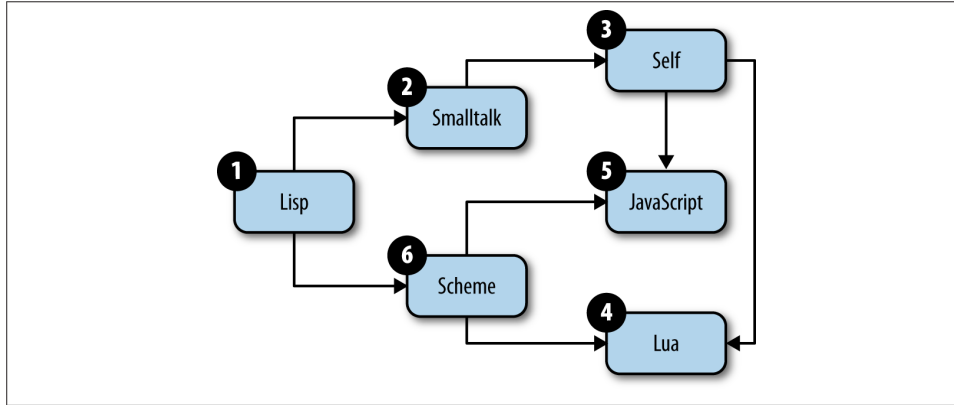 3
Self
2
Smalltalk
1
Lisp
5
JavaScript
6
Scheme
4
Lua